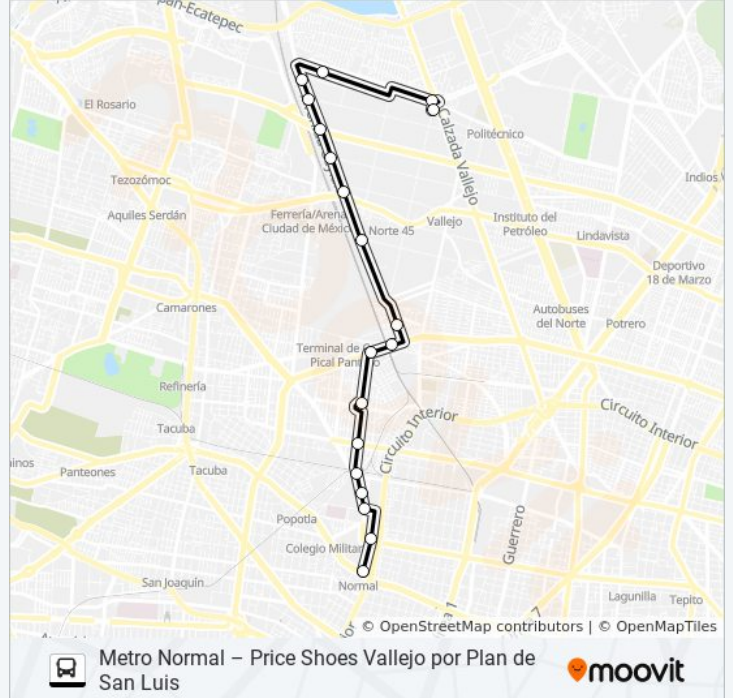 pan-Ecatepec
El Rosario
Calzada Vallejo
Politécnico
Tezozómoc
Indios V
Aquiles Serdán
Ferrería/Arena
Ciudad de Méxic
Norte 45
Vallejo
Instituto del
Petróleo
Lindavista
Deportivo
18 de Marzo
Camarones
Autobuses
del Norte
Potrero
Terminal de
Pical Pan
Refinería
Circuito Interior
Circuito Interior
Tacuba
inos
Panteones
Tacuba
Guerrero
Popotla
Colegio Militar
San Joaquín
Normal
Lagunilla
Tepito
© OpenStreetMap contributors | © OpenMapTiles
Metro Normal – Price Shoes Vallejo por Plan de
San Luis
moovit